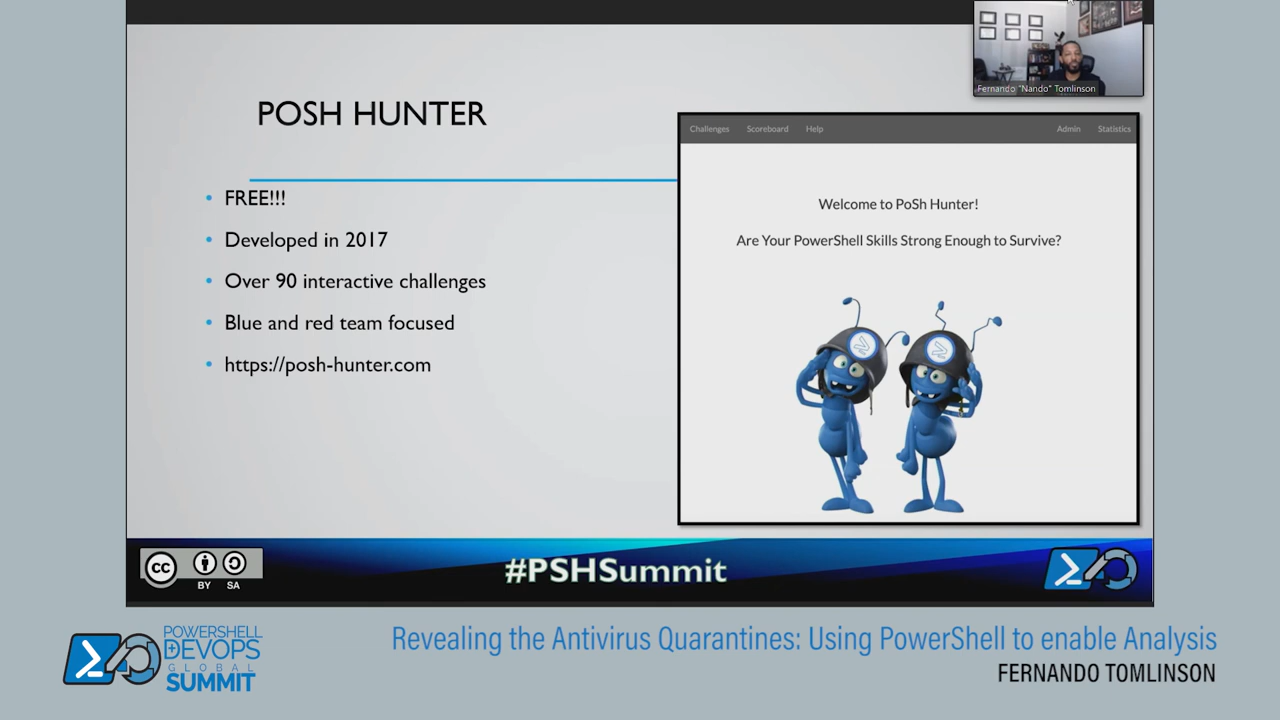 Fernando "Nando" Tomlinson
POSH HUNTER
FREE!!!
Developed in 2017
Over 90 interactive challenges
Blue and red team focused
https://posh-hunter.com
Challenges Scoreboard Help Admin Statistics
Welcome to PoSh Hunter!
Are Your PowerShell Skills Strong Enough to Survive?
cc
BY SA
#PSHSummit
POWERSHELL
+DEVOPS
GLOBAL
SUMMIT
Revealing the Antivirus Quarantines: Using PowerShell to enable Analysis
FERNANDO TOMLINSON